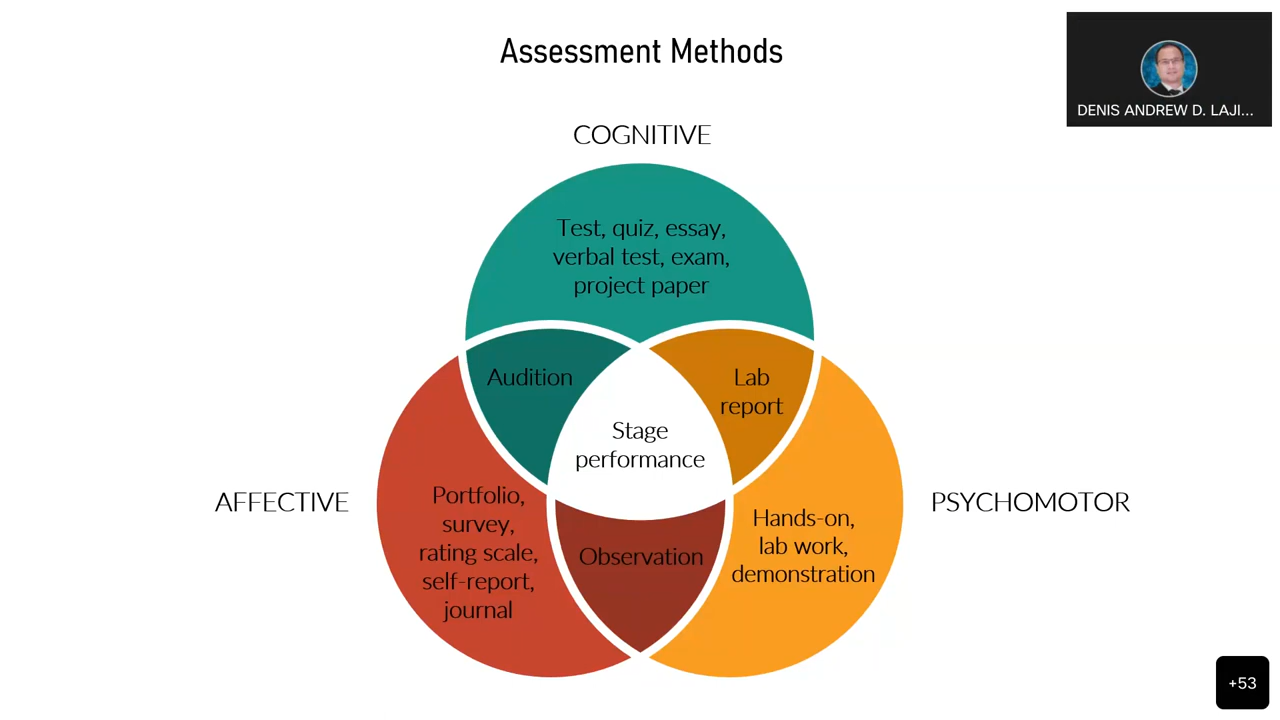 Assessment Methods
DENIS ANDREW D. LAJI...
COGNITIVE
Test, quiz, essay,
verbal test, exam,
project paper
Audition
Lab
report
Stage
performance
AFFECTIVE
Portfolio,
survey,
rating scale,
self-report,
journal
Observation
Hands-on,
lab work,
demonstration
PSYCHOMOTOR
+53